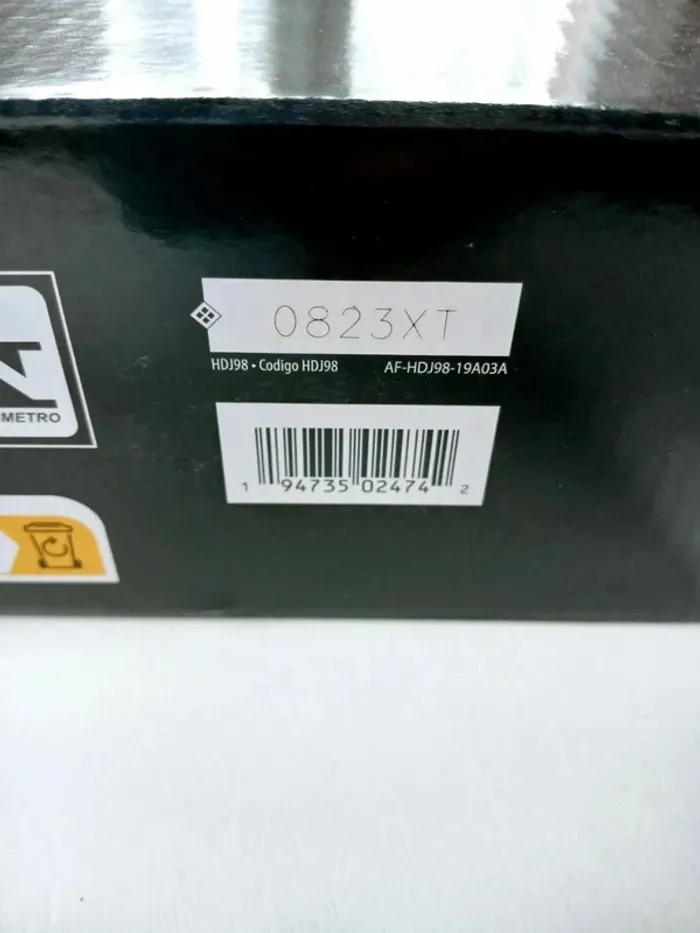 0823XT
HDJ98 • Codigo HDJ98 AF-HDJ98-19A03A
METRO
1 94735 02474 2